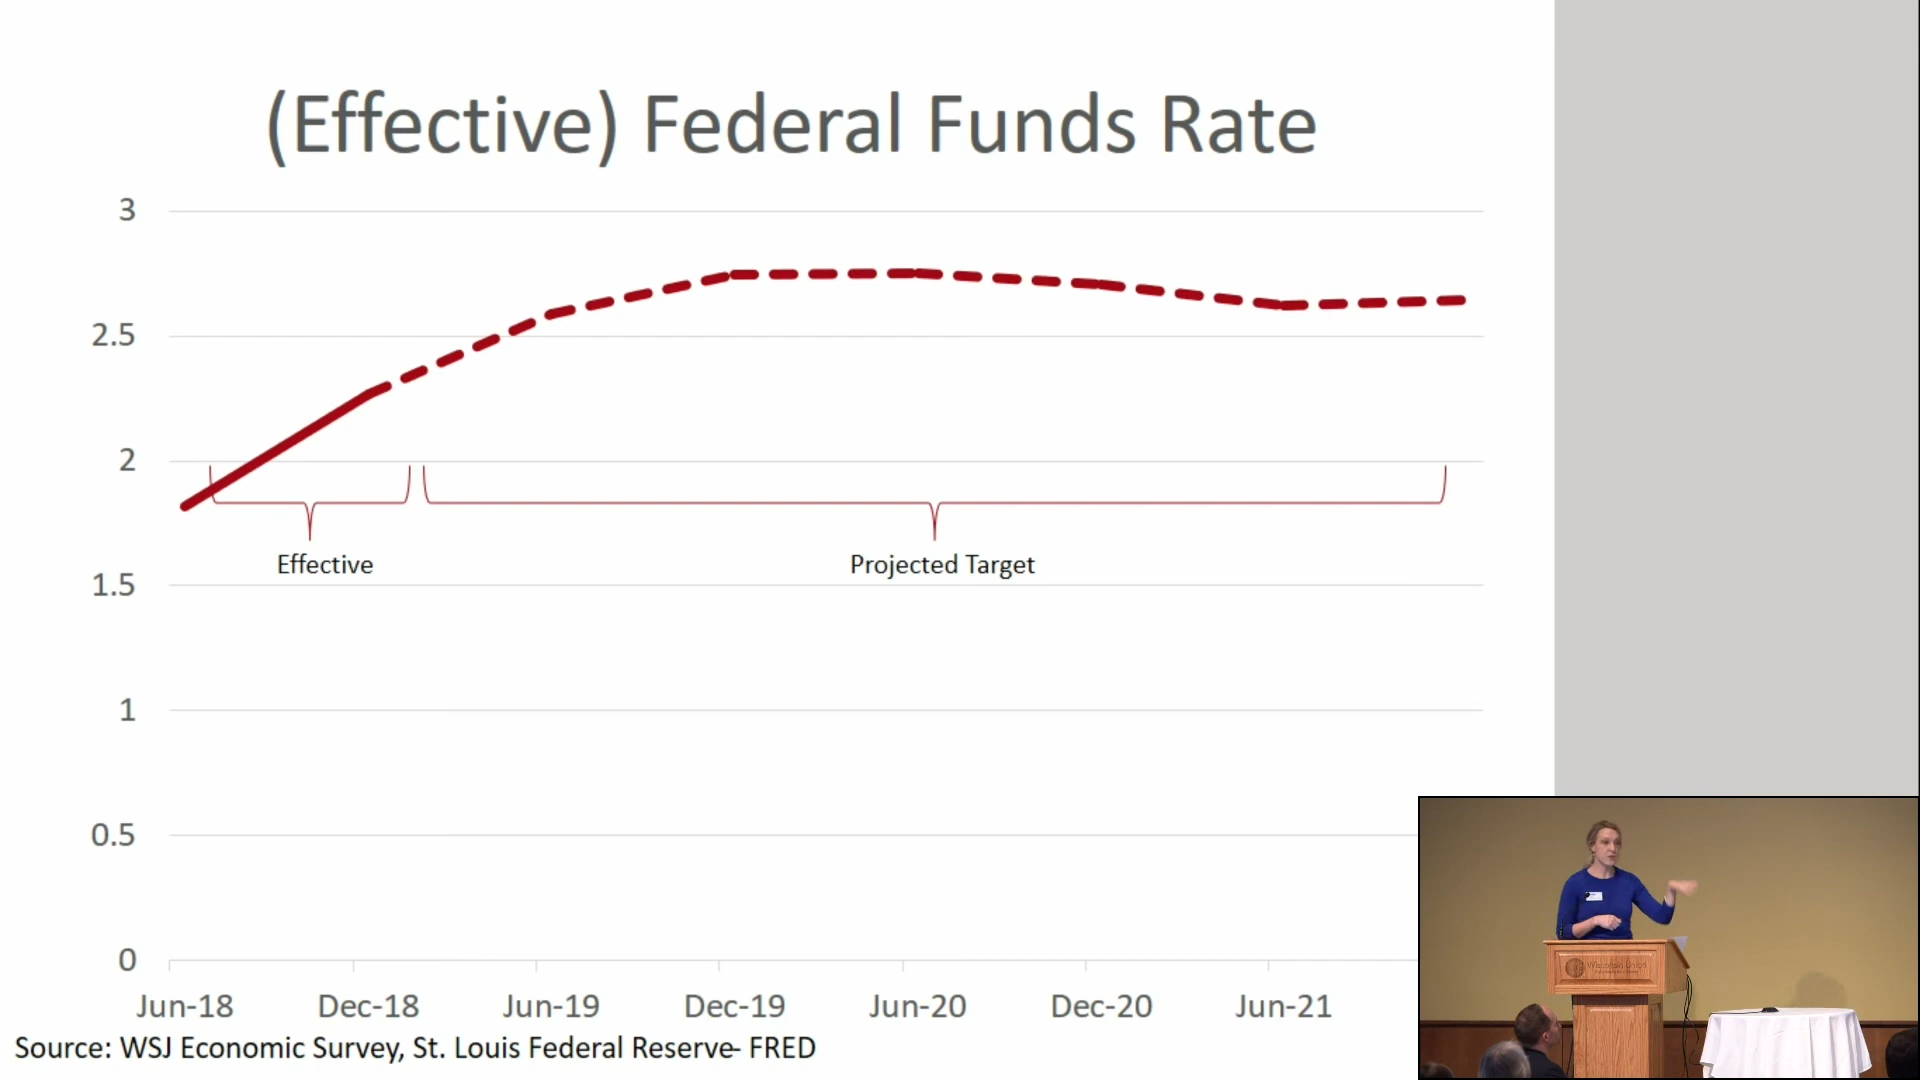 (Effective) Federal Funds Rate
3
2.5
2
1.5
1
0.5
0
Effective
Projected Target
Jun-18 Dec-18 Jun-19 Dec-19 Jun-20 Dec-20 Jun-21
Source: WSJ Economic Survey, St. Louis Federal Reserve- FRED
Wisconsin Union